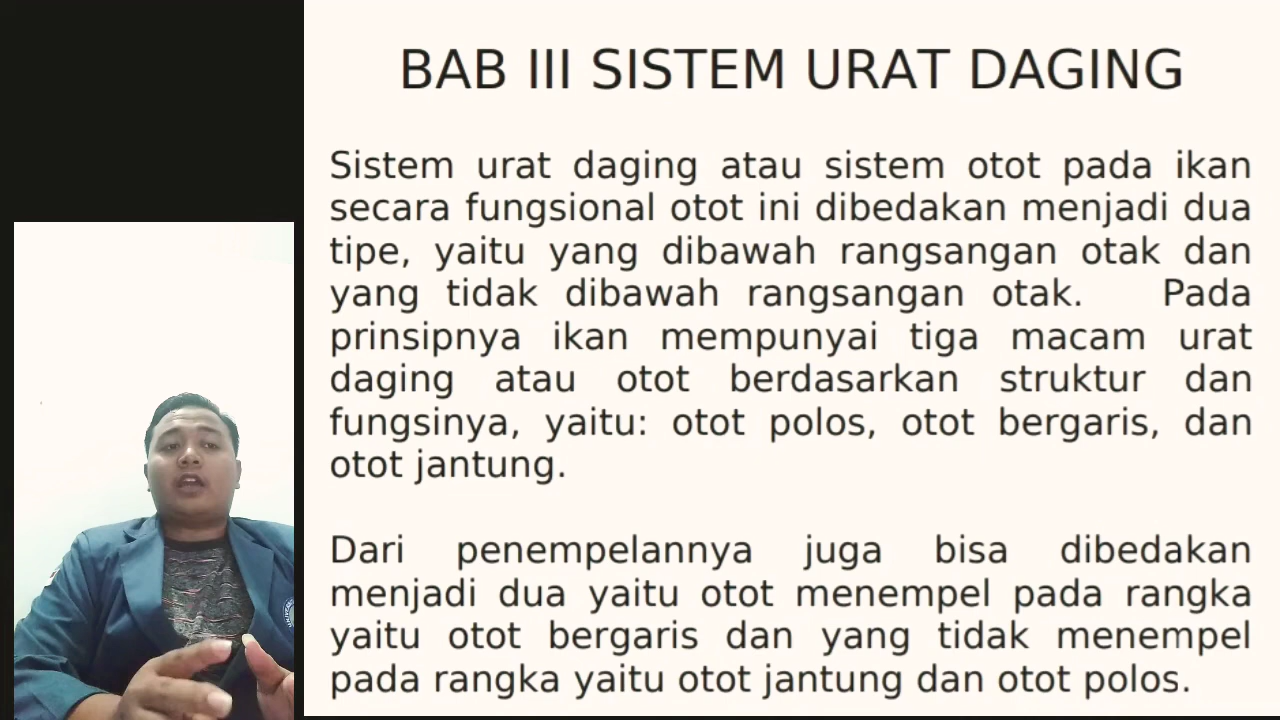 BAB III SISTEM URAT DAGING
Sistem urat daging atau sistem otot pada ikan
secara fungsional otot ini dibedakan menjadi dua
tipe, yaitu yang dibawah rangsangan otak dan
yang tidak dibawah rangsangan otak. Pada
prinsipnya ikan mempunyai tiga macam urat
daging atau otot berdasarkan struktur dan
fungsinya, yaitu: otot polos, otot bergaris, dan
otot jantung.
Dari penempelannya juga bisa dibedakan
menjadi dua yaitu otot menempel pada rangka
yaitu otot bergaris dan yang tidak menempel
pada rangka yaitu otot jantung dan otot polos.